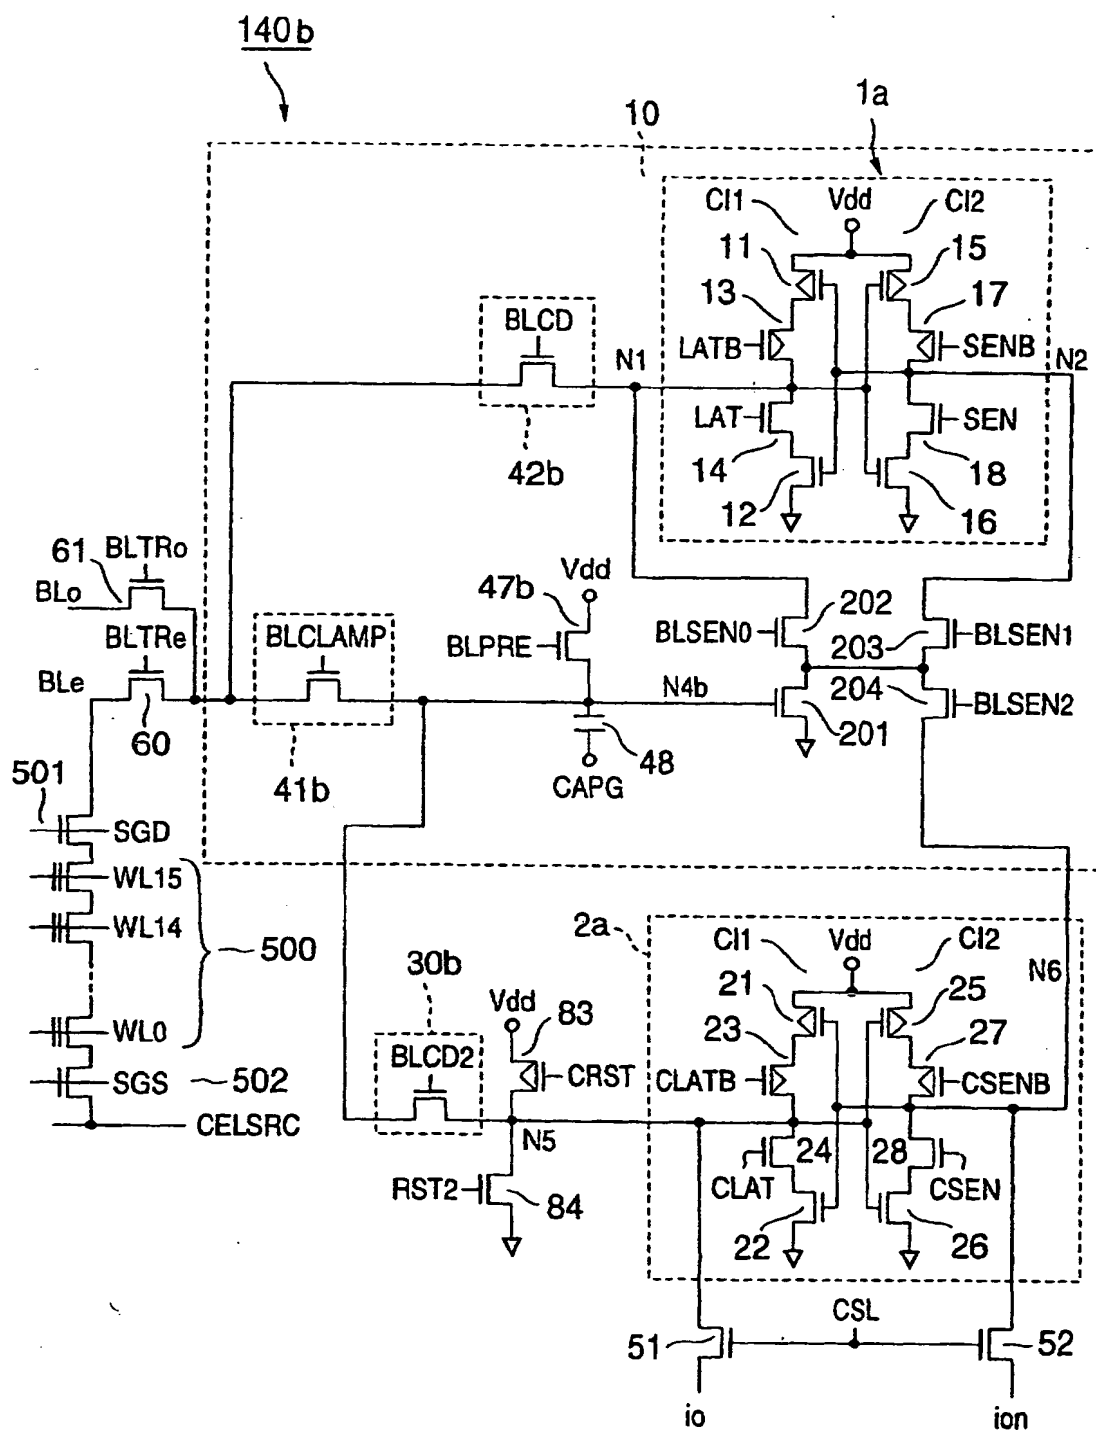 140b
10
1a
CI1
Vdd
CI2
11
15
13
17
BLCD
LATB
SENB
N1
N2
LAT
SEN
42b
14
18
12
16
61
BLTRo
BLo
Vdd
47b
202
BLTRe
BLCLAMP
BLPRE
BLSEN0
203
BLSEN1
BLe
N4b
204
BLSEN2
60
201
41b
48
CAPG
501
SGD
WL15
WL14
500
WL0
SGS
502
CELSRC
2a
CI1
Vdd
CI2
N6
30b
21
25
Vdd
83
23
27
BLCD2
CRST
CLATB
CSENB
N5
24
28
RST2
84
CLAT
CSEN
22
26
CSL
51
52
io
ion